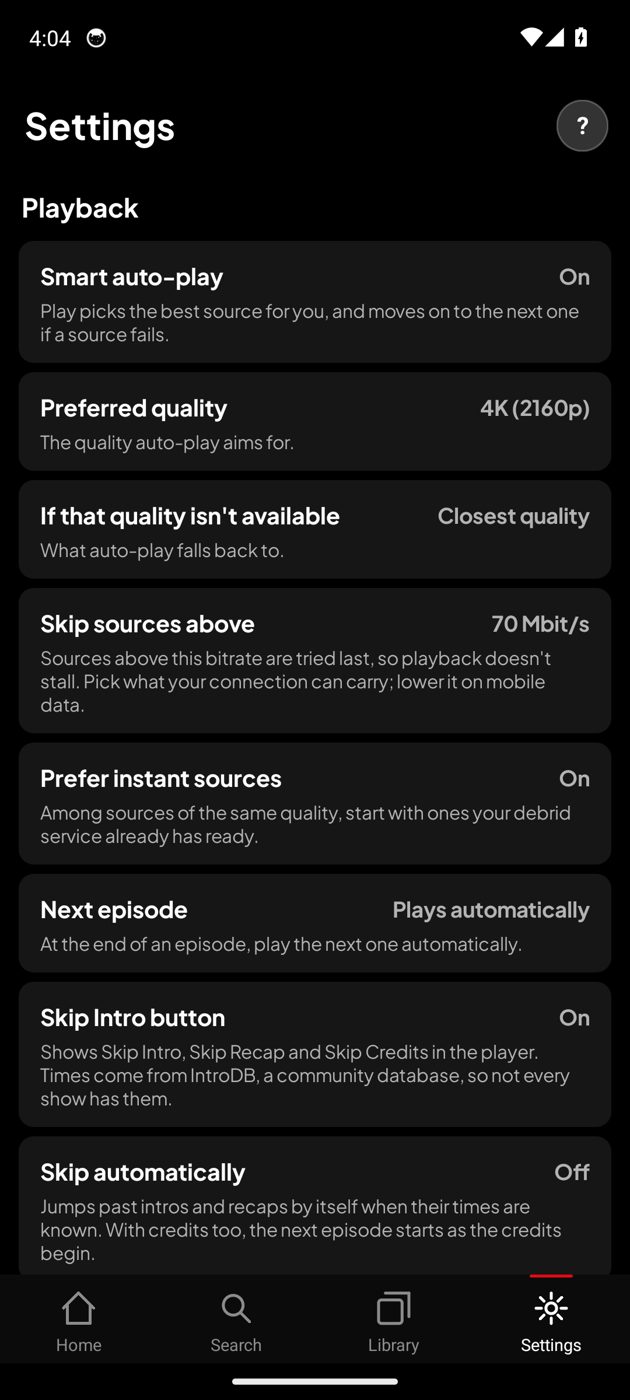 4:04
Settings
?
Playback
Smart auto-play
On
Play picks the best source for you, and moves on to the next one
if a source fails.
Preferred quality
4K (2160p)
The quality auto-play aims for.
If that quality isn't available
Closest quality
What auto-play falls back to.
Skip sources above
70 Mbit/s
Sources above this bitrate are tried last, so playback doesn't
stall. Pick what your connection can carry; lower it on mobile
data.
Prefer instant sources
On
Among sources of the same quality, start with ones your debrid
service already has ready.
Next episode
Plays automatically
At the end of an episode, play the next one automatically.
Skip Intro button
On
Shows Skip Intro, Skip Recap and Skip Credits in the player.
Times come from IntroDB, a community database, so not every
show has them.
Skip automatically
Off
Jumps past intros and recaps by itself when their times are
known. With credits too, the next episode starts as the credits
begin.
Home
Search
Library
Settings